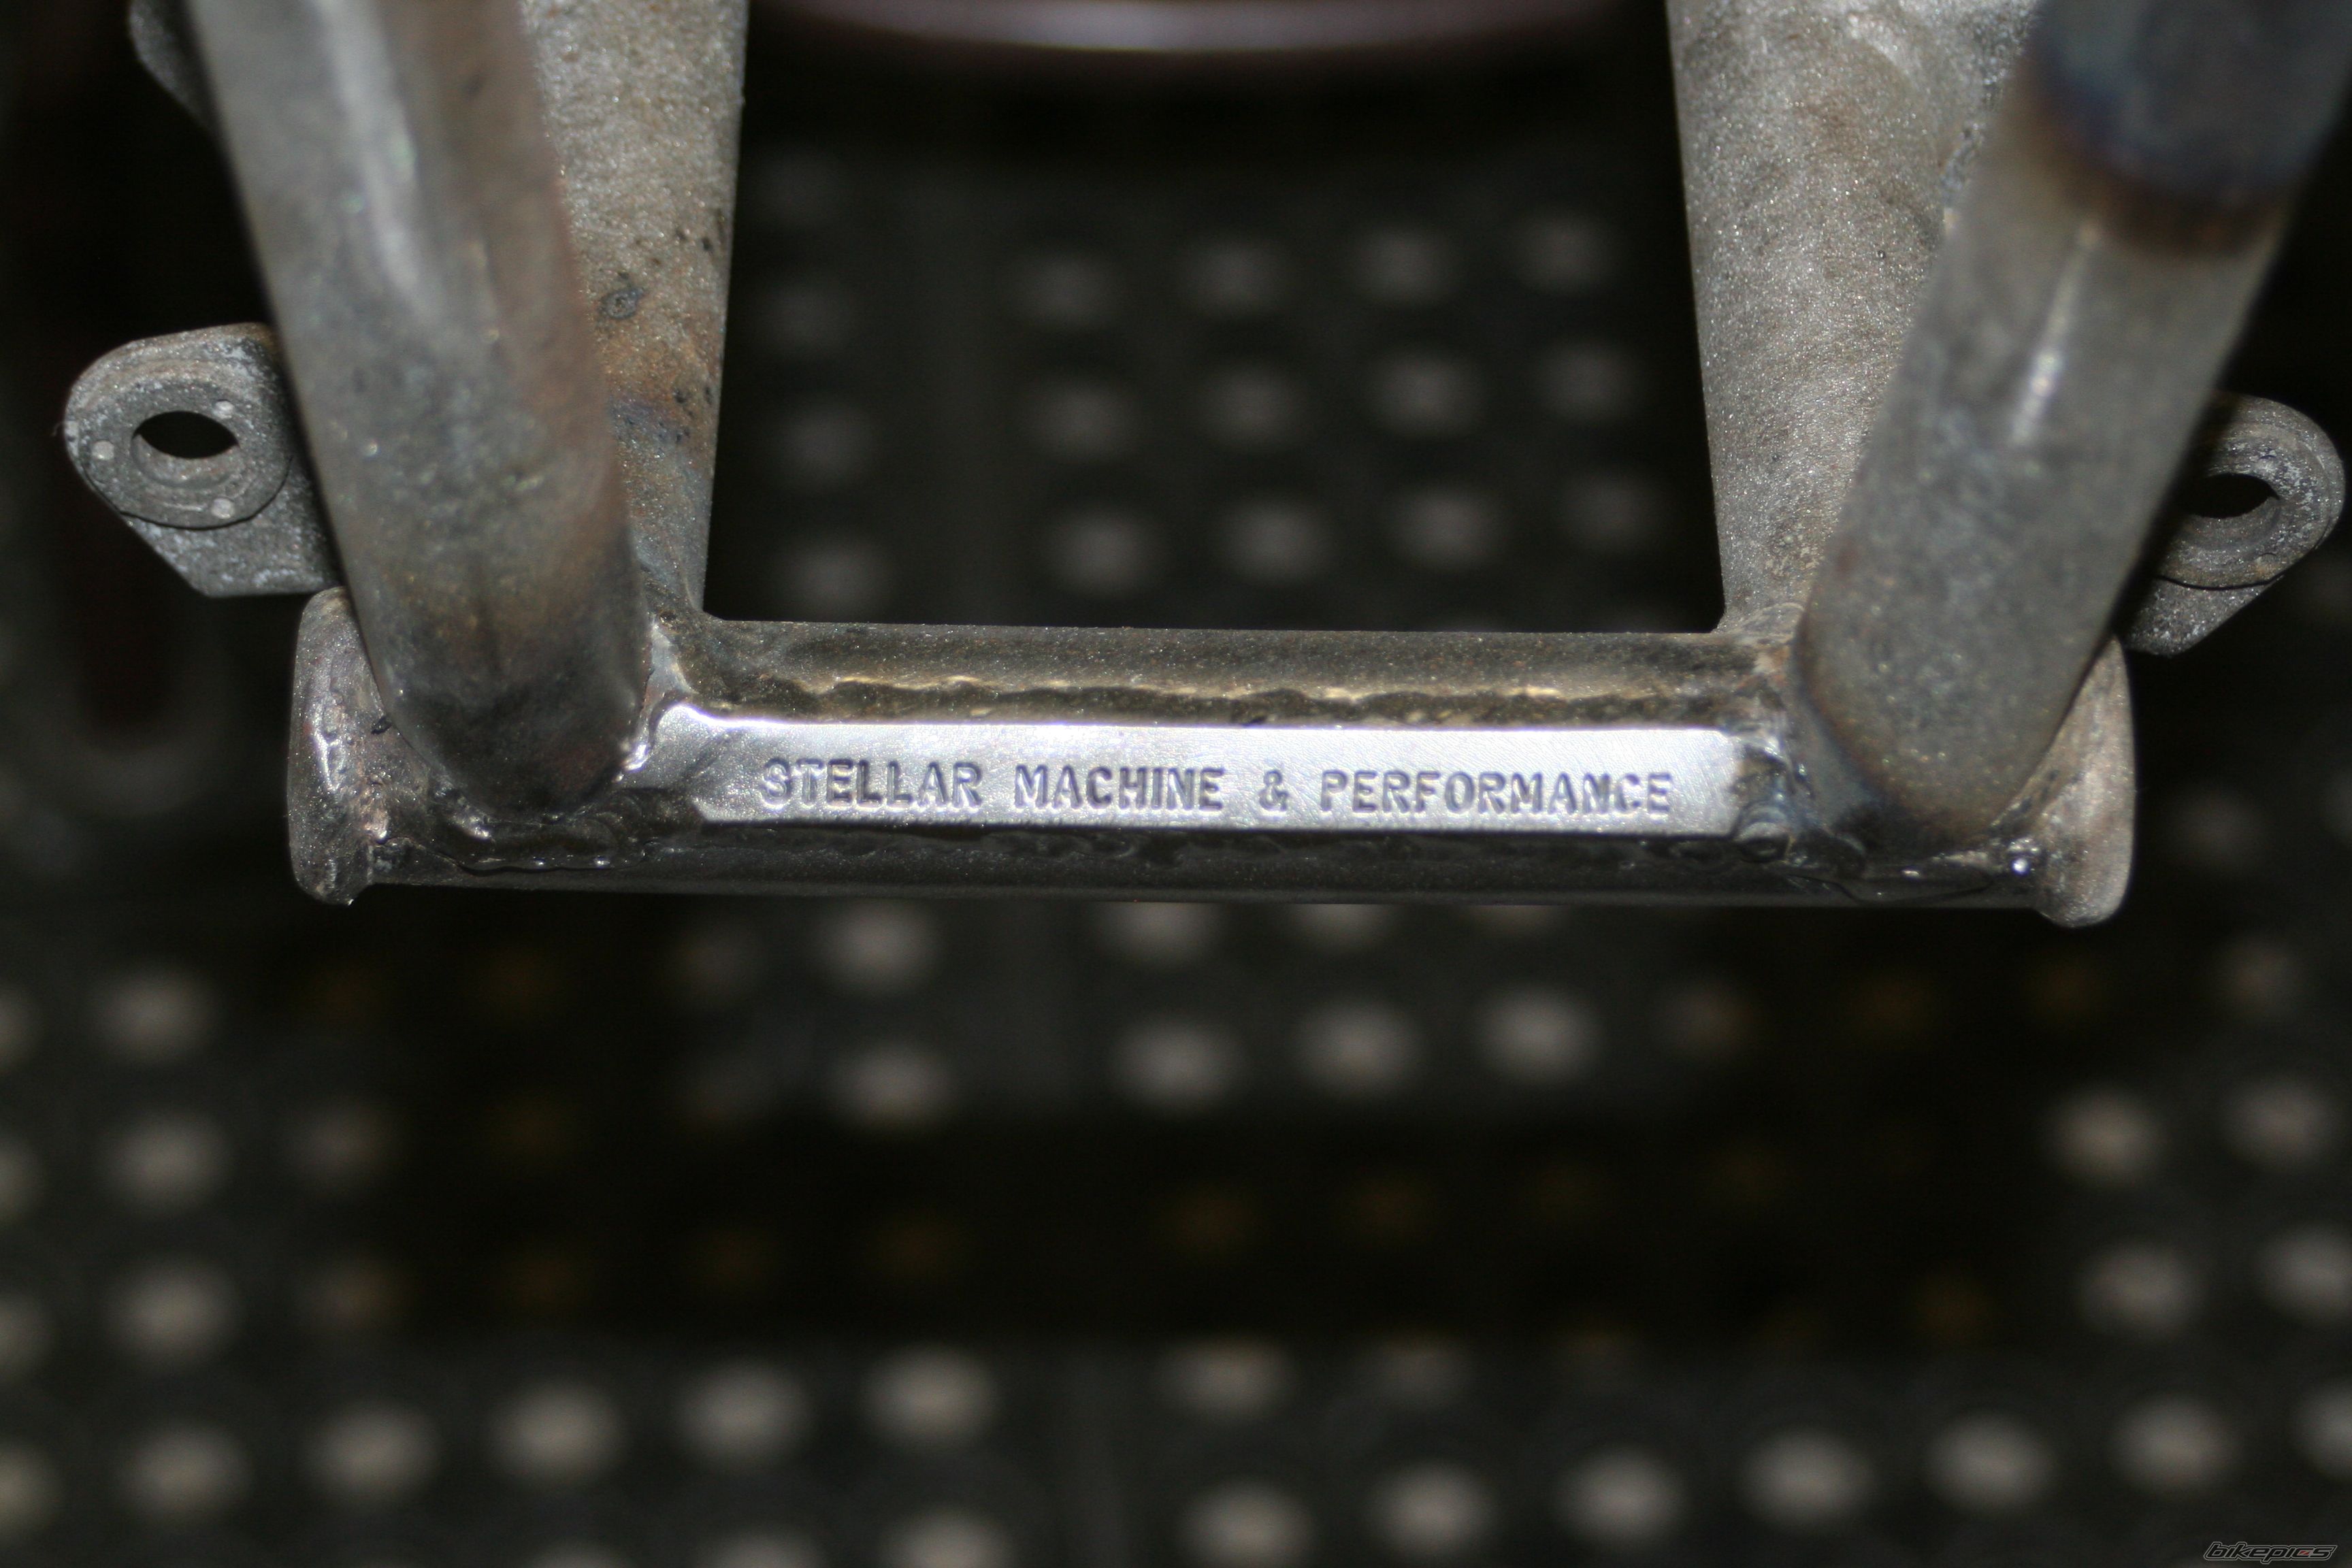 STELLAR MACHINE & PERFORMANCE
bikepics